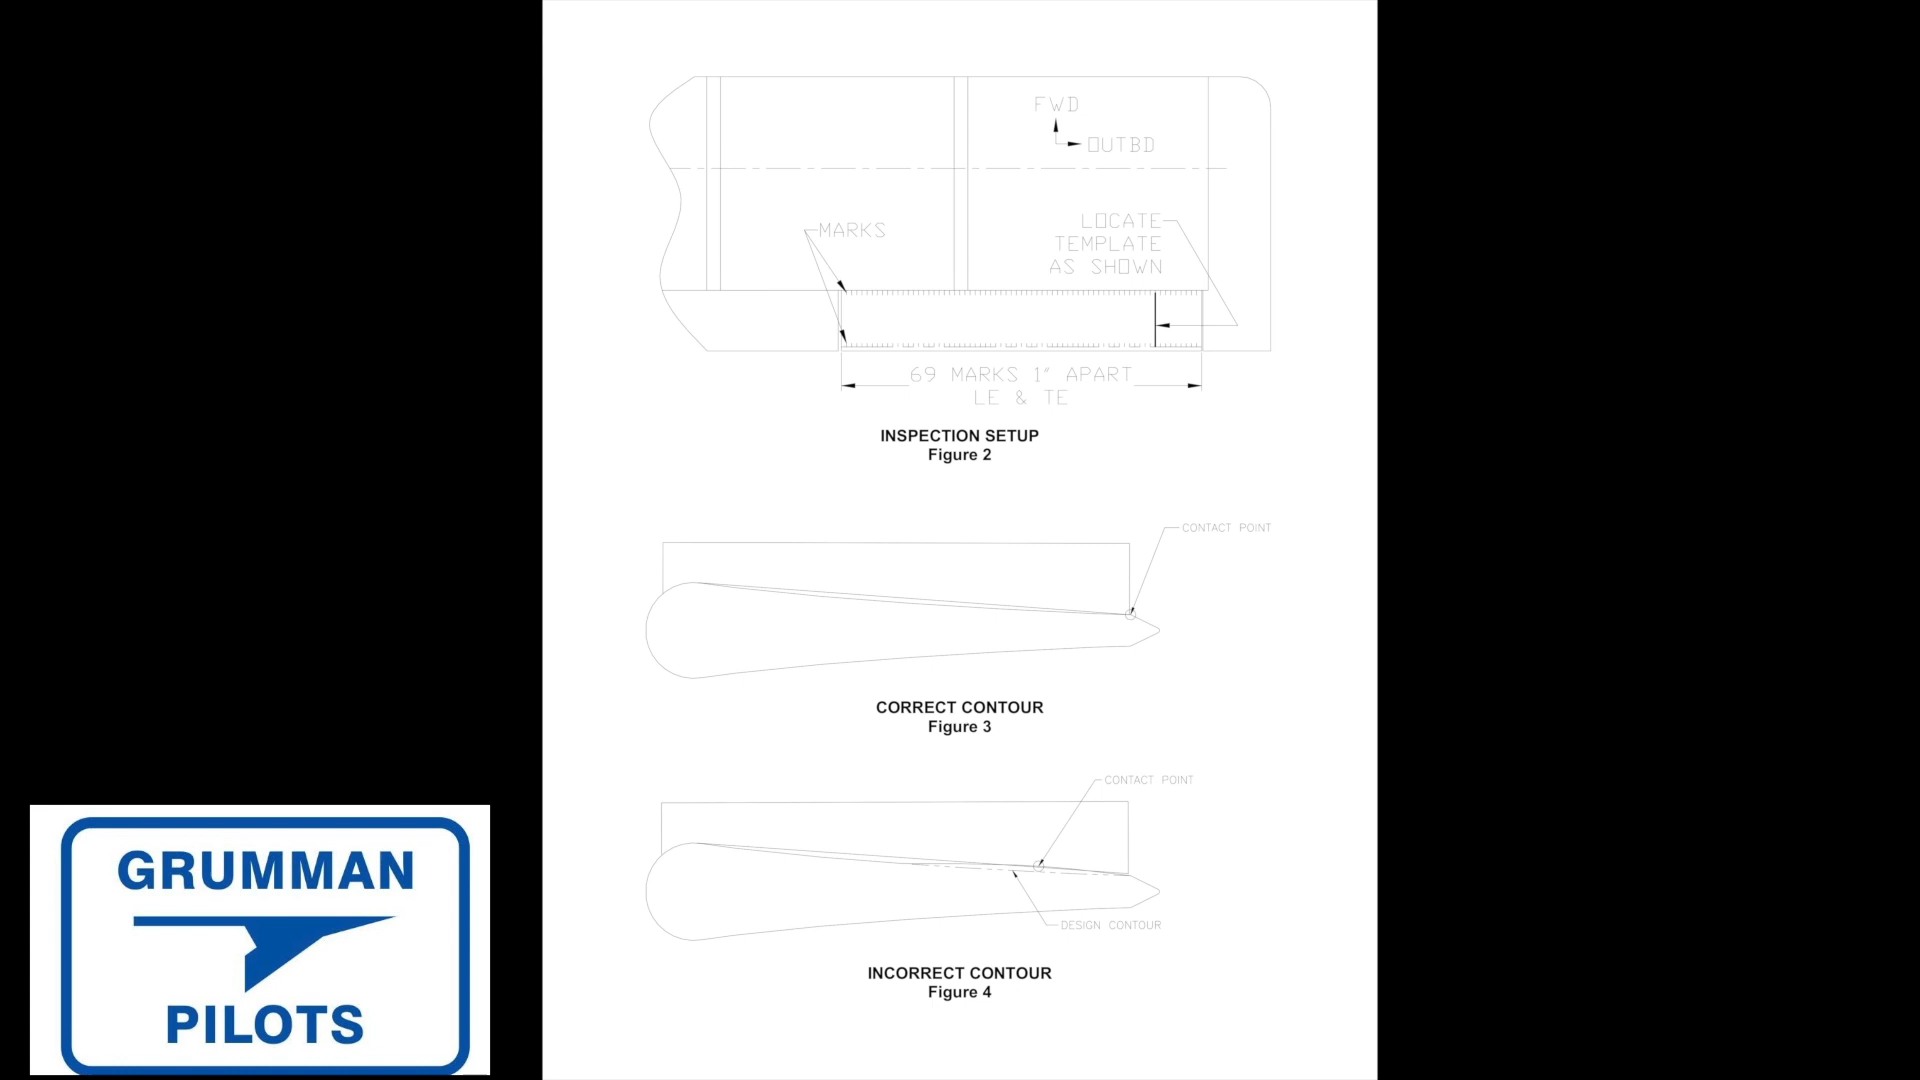 FWD
OUTBD
MARKS
LOCATE
TEMPLATE
AS SHOWN
69 MARKS 1" APART
LE & TE
INSPECTION SETUP
Figure 2
CONTACT POINT
CORRECT CONTOUR
Figure 3
CONTACT POINT
DESIGN CONTOUR
INCORRECT CONTOUR
Figure 4
GRUMMAN
PILOTS